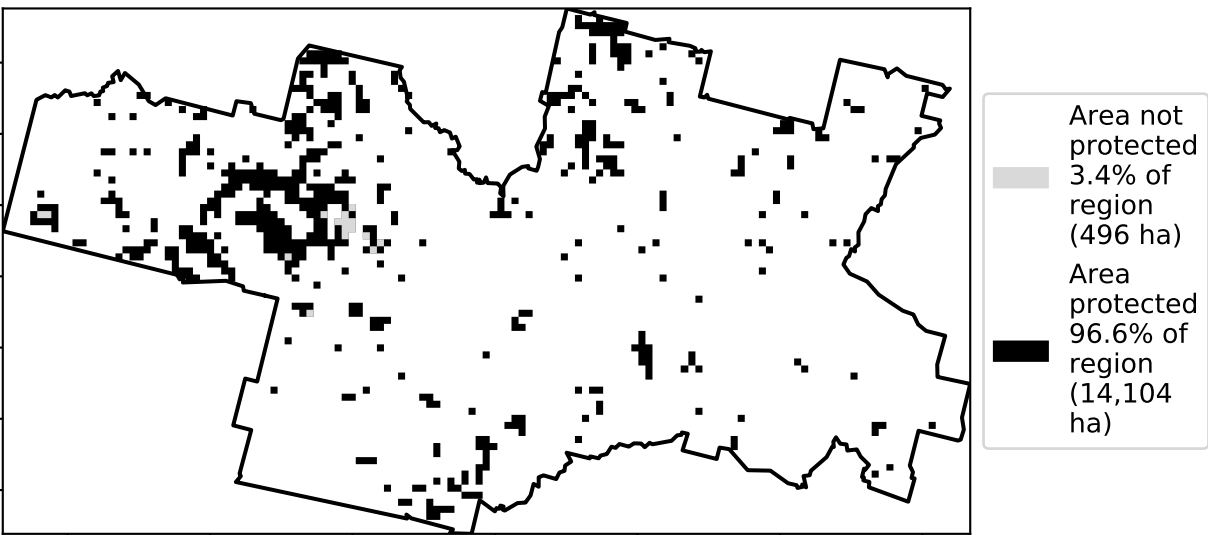 Area not
protected
3.4% of
region
(496 ha)
Area
protected
96.6% of
region
(14,104
ha)